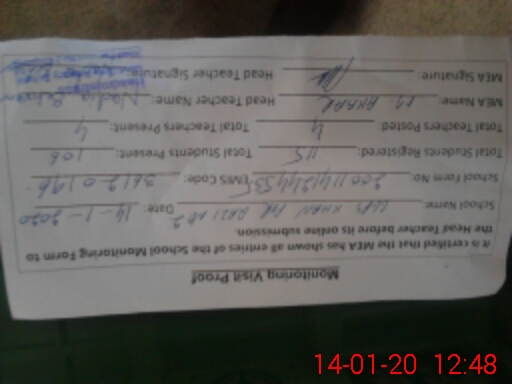 Monitoring Visit Proof
It is certified that the MEA has shown all entries of the School Monitoring Form to
the Head Teacher before its online submission.
School Name: Date: 14-1-2020
School Form No: EMIS Code:
Total Students Registered: 115 Total Students Present: 106
Total Teachers Posted: 4 Total Teachers Present: 4
MEA Name: Head Teacher Name: Nadia
MEA Signature: Head Teacher Signature:
14-01-20 12:48